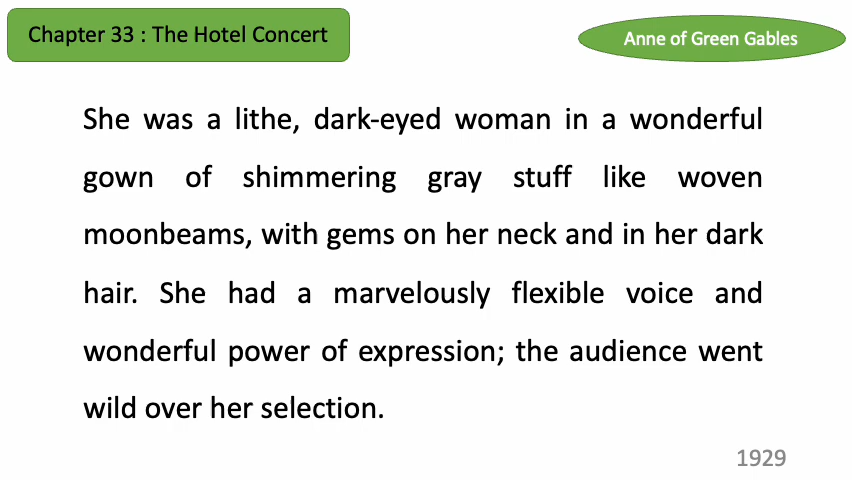 Chapter 33 : The Hotel Concert
Anne of Green Gables
She was a lithe, dark-eyed woman in a wonderful
gown of shimmering gray stuff like woven
moonbeams, with gems on her neck and in her dark
hair. She had a marvelously flexible voice and
wonderful power of expression; the audience went
wild over her selection.
1929